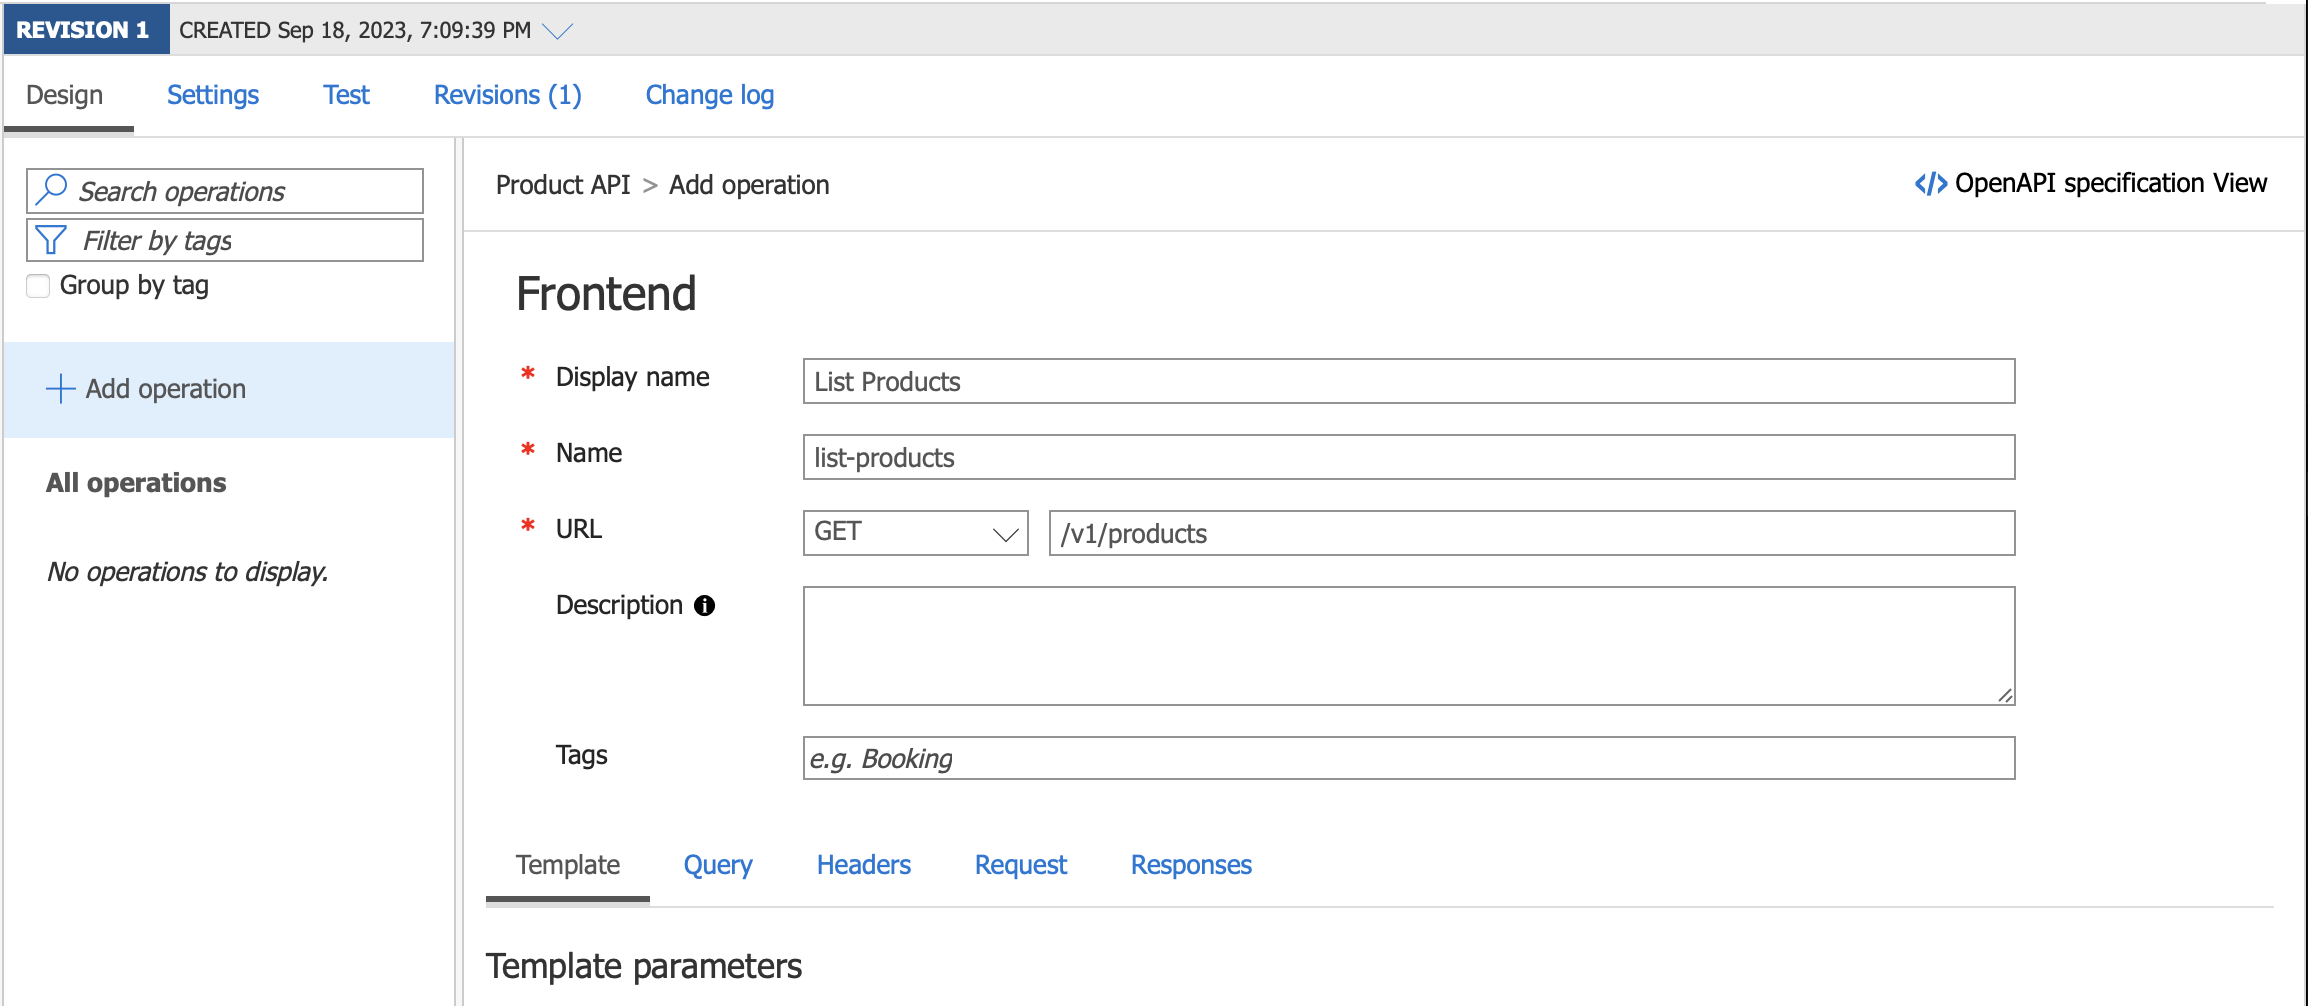 REVISION 1 CREATED Sep 18, 2023, 7:09:39 PM
Design Settings Test Revisions (1) Change log
Search operations
Filter by tags
Group by tag
Add operation
All operations
No operations to display.
Product API > Add operation
</> OpenAPI specification View
Frontend
* Display name List Products
* Name list-products
* URL GET /v1/products
Description
Tags e.g. Booking
Template Query Headers Request Responses
Template parameters